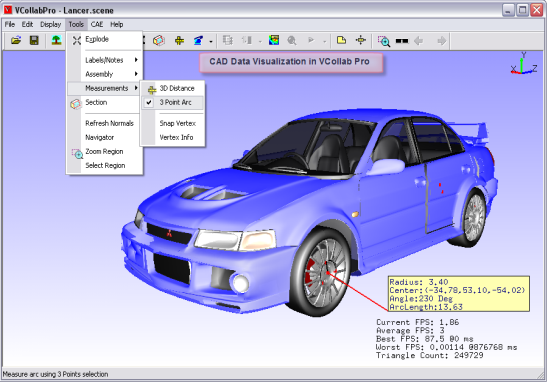 VCollabPro - Lancer.scene
File Edit Display Tools CAE Help
CAD Data Visualization in VCollab Pro
Explode
Labels/Notes
Assembly
Measurements
Section
Refresh Normals
Navigator
Zoom Region
Select Region
3D Distance
3 Point Arc
Snap Vertex
Vertex Info
Y
X Z
Radius: 3.40
Center:(-34.78,53.10,-54.02)
Angle:230 Deg
ArcLength:13.63
Current FPS: 1.86
Average FPS: 3
Best FPS: 87.5 @0 ms
Worst FPS: 0.00114 @876768 ms
Triangle Count: 249729
Measure arc using 3 Points selection